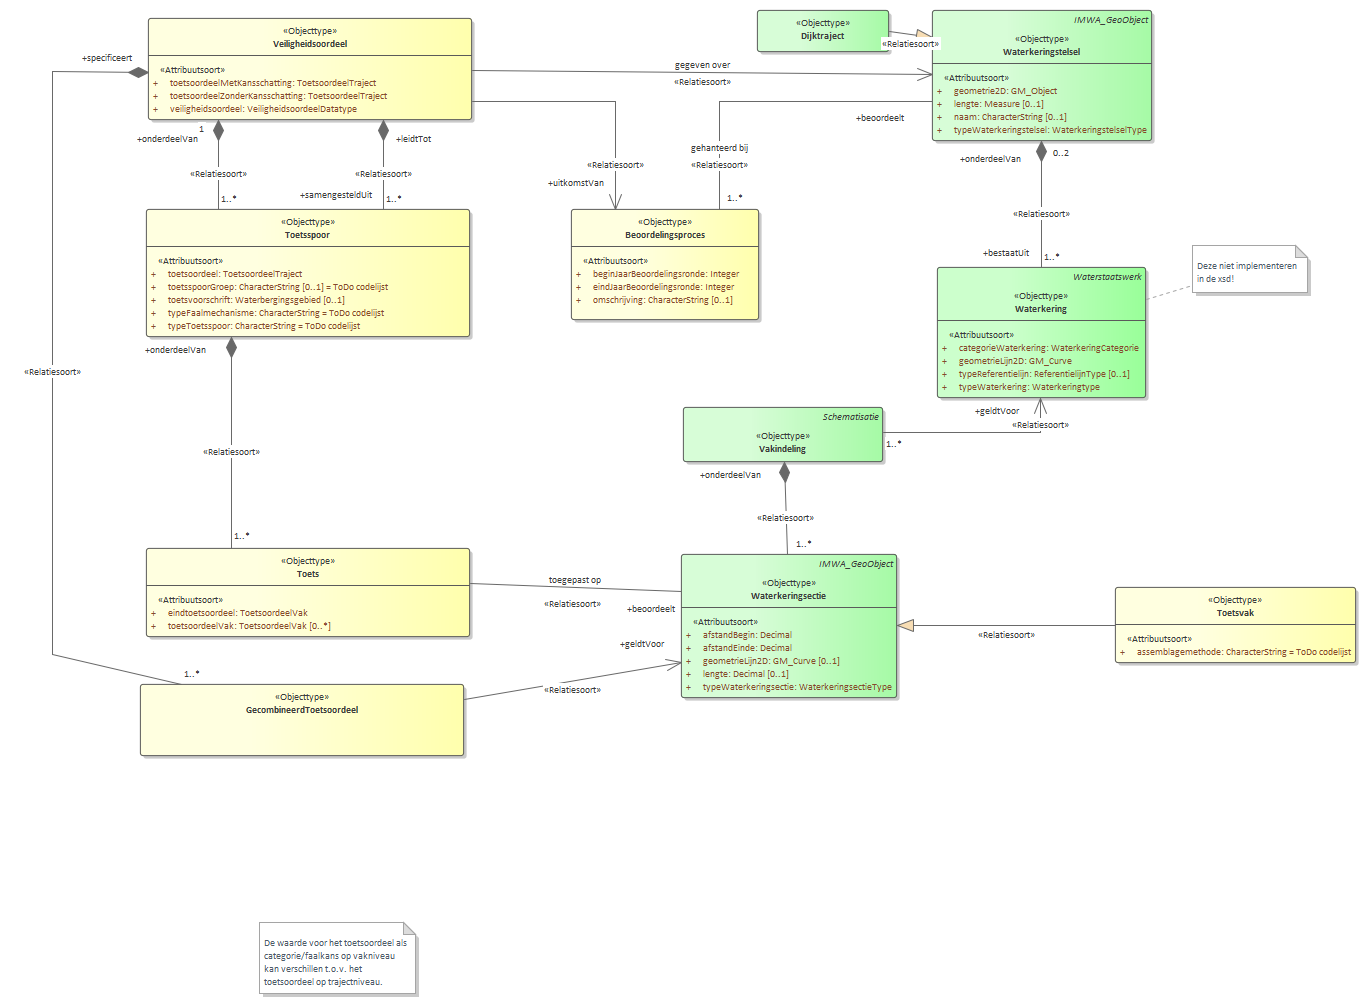 «Objecttype»
Veiligheidsoordeel
«Attribuutsoort»
+ toetsoordeelMetKansschatting: ToetsoordeelTraject
+ toetsoordeelZonderKansschatting: ToetsoordeelTraject
+ veiligheidsoordeel: VeiligheidsoordeelDatatype
«Objecttype»
Dijktraject
«Relatiesoort»
IMWA_GeoObject
«Objecttype»
Waterkeringstelsel
«Attribuutsoort»
+ geometrie2D: GM_Object
+ lengte: Measure [0..1]
+ naam: CharacterString [0..1]
+ typeWaterkeringstelsel: WaterkeringstelselType
+specificeert
gegeven over
«Relatiesoort»
1
+onderdeelVan
+leidtTot
«Relatiesoort»
«Relatiesoort»
+samengesteldUit
1..*
1..*
«Relatiesoort»
+uitkomstVan
+beoordeelt
gehanteerd bij
«Relatiesoort»
1..*
+onderdeelVan
0..2
«Relatiesoort»
+bestaatUit
1..*
«Objecttype»
Toetsspoor
«Attribuutsoort»
+ toetsoordeel: ToetsoordeelTraject
+ toetsspoorGroep: CharacterString [0..1] = ToDo codelijst
+ toetsvoorschrift: Waterbergingsgebied [0..1]
+ typeFaalmechanisme: CharacterString = ToDo codelijst
+ typeToetsspoor: CharacterString = ToDo codelijst
«Objecttype»
Beoordelingsproces
«Attribuutsoort»
+ beginJaarBeoordelingsronde: Integer
+ eindJaarBeoordelingsronde: Integer
+ omschrijving: CharacterString [0..1]
Waterstaatswerk
«Objecttype»
Waterkering
«Attribuutsoort»
+ categorieWaterkering: WaterkeringCategorie
+ geometrieLijn2D: GM_Curve
+ typeReferentielijn: ReferentielijnType [0..1]
+ typeWaterkering: Waterkeringtype
Deze niet implementeren
in de xsd!
+onderdeelVan
«Relatiesoort»
«Relatiesoort»
1..*
+geldtVoor
«Relatiesoort»
1..*
Schematisatie
«Objecttype»
Vakindeling
+onderdeelVan
«Relatiesoort»
1..*
«Objecttype»
Toets
«Attribuutsoort»
+ eindtoetsoordeel: ToetsoordeelVak
+ toetsoordeelVak: ToetsoordeelVak [0..*]
toegepast op
«Relatiesoort»
+beoordeelt
+geldtVoor
«Relatiesoort»
IMWA_GeoObject
«Objecttype»
Waterkeringsectie
«Attribuutsoort»
+ afstandBegin: Decimal
+ afstandEinde: Decimal
+ geometrieLijn2D: GM_Curve [0..1]
+ lengte: Decimal [0..1]
+ typeWaterkeringsectie: WaterkeringsectieType
«Relatiesoort»
«Objecttype»
Toetsvak
«Attribuutsoort»
+ assemblagemethode: CharacterString = ToDo codelijst
1..*
«Objecttype»
GecombineerdToetsoordeel
De waarde voor het toetsoordeel als
categorie/faalkans op vakniveau
kan verschillen t.o.v. het
toetsoordeel op trajectniveau.